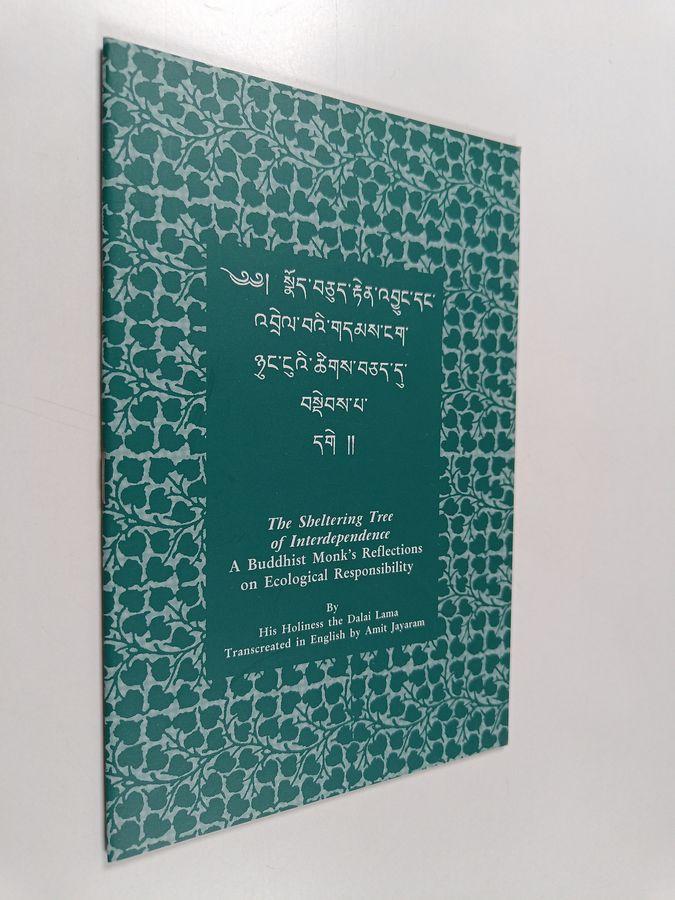 ༄༅། སྣོད་བཅུད་རྟེན་འབྱུང་དང་
འབྲེལ་བའི་གདམས་ངག་
ཉུང་ངུའི་ཚིགས་བཅད་དུ་
བསྡེབས་པ་
དགེ །།
The Sheltering Tree
of Interdependence
A Buddhist Monk's Reflections
on Ecological Responsibility
By
His Holiness the Dalai Lama
Transcreated in English by Amit Jayaram